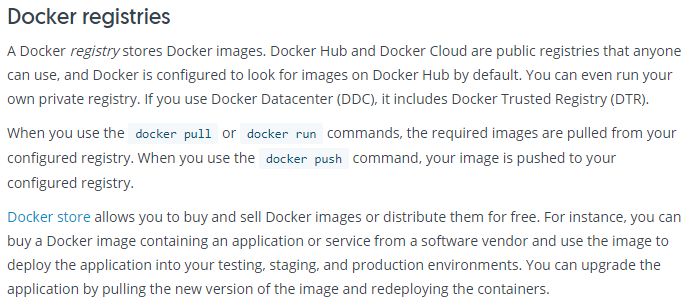 Docker registries
A Docker registry stores Docker images. Docker Hub and Docker Cloud are public registries that anyone
can use, and Docker is configured to look for images on Docker Hub by default. You can even run your
own private registry. If you use Docker Datacenter (DDC), it includes Docker Trusted Registry (DTR).
When you use the docker pull or docker run commands, the required images are pulled from your
configured registry. When you use the docker push command, your image is pushed to your
configured registry.
Docker store allows you to buy and sell Docker images or distribute them for free. For instance, you can
buy a Docker image containing an application or service from a software vendor and use the image to
deploy the application into your testing, staging, and production environments. You can upgrade the
application by pulling the new version of the image and redeploying the containers.